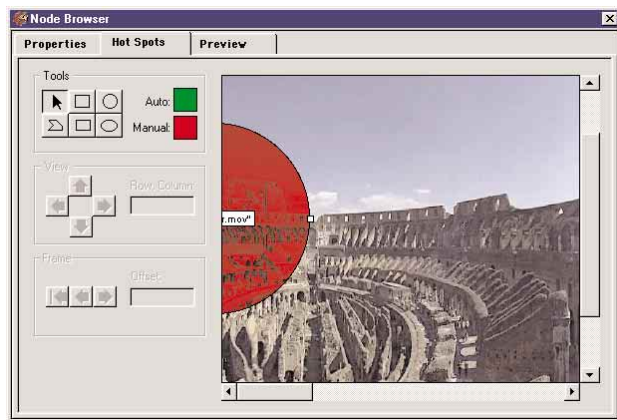 Node Browser
Properties
Hot Spots
Preview
Tools
Auto:
Manual:
View
Row, Column:
Frame
Offset:
r.mov"